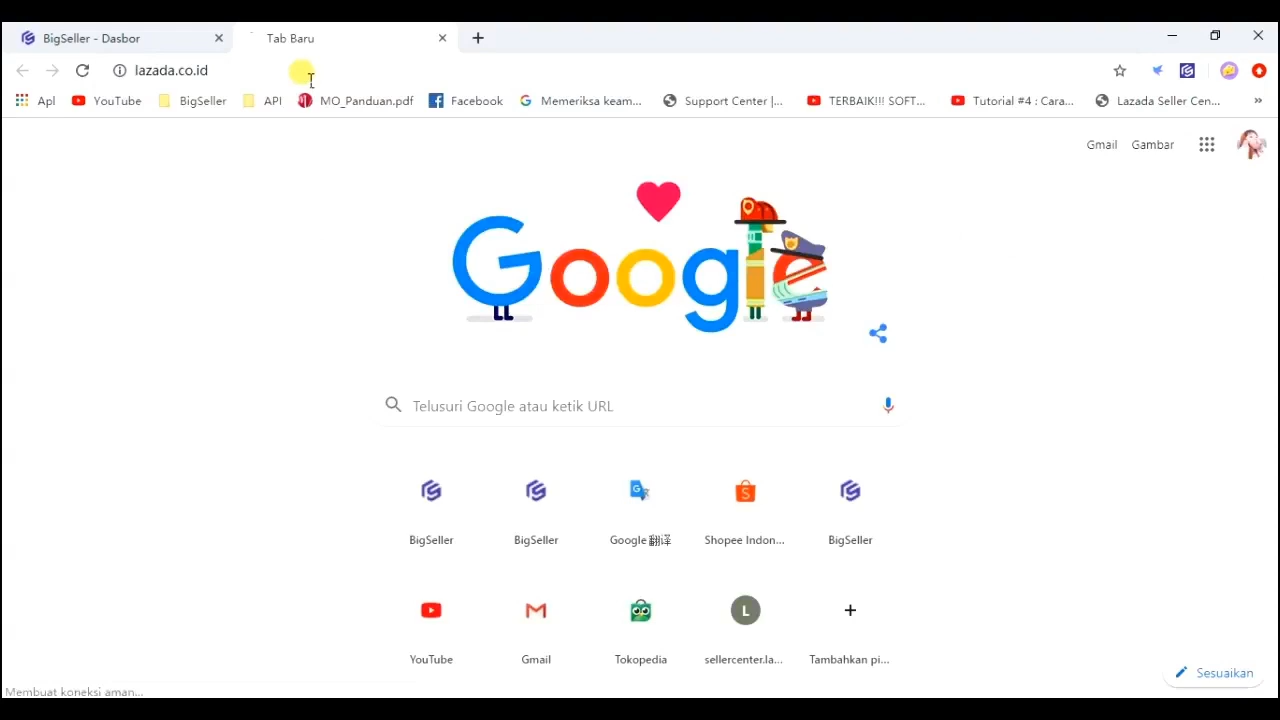 BigSeller - Dasbor
Tab Baru
lazada.co.id
Apl
YouTube
BigSeller
API
MO_Panduan.pdf
Facebook
Memeriksa keam...
Support Center |...
TERBAIK!!! SOFT...
Tutorial #4 : Cara...
Lazada Seller Cen...
»
Gmail
Gambar
Google
Telusuri Google atau ketik URL
BigSeller
BigSeller
Google 翻译
Shopee Indon...
BigSeller
L
YouTube
Gmail
Tokopedia
sellercenter.la...
Tambahkan pi...
Sesuaikan
Membuat koneksi aman...